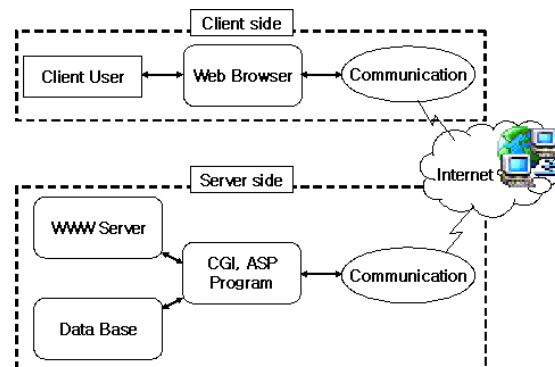 Client side
Client User
Web Browser
Communication
Internet
Server side
WWW Server
CGI, ASP
Program
Communication
Data Base